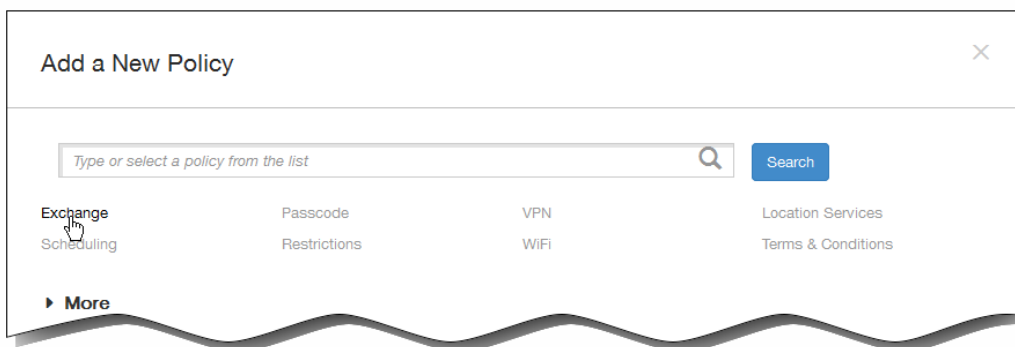 Add a New Policy
Type or select a policy from the list
Search
Exchange Passcode VPN Location Services
Scheduling Restrictions WiFi Terms & Conditions
More